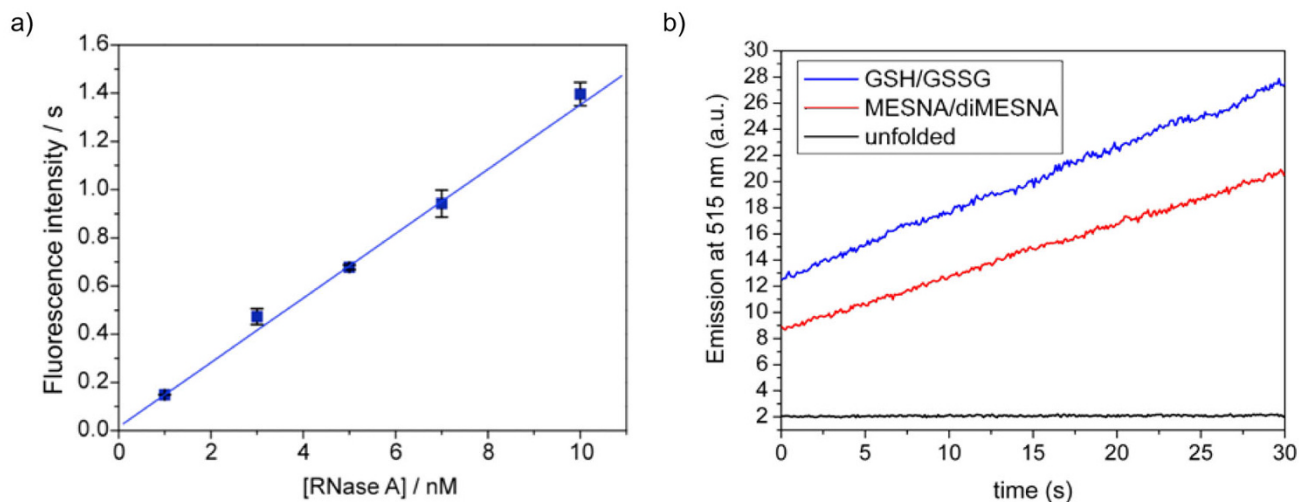 a)
Fluorescence intensity / s
1.6
1.4
1.2
1.0
0.8
0.6
0.4
0.2
0.0
0 2 4 6 8 10
[RNase A] / nM
b)
Emission at 515 nm (a.u.)
30
28
26
24
22
20
18
16
14
12
10
8
6
4
2
GSH/GSSG
MESNA/diMESNA
unfolded
0 5 10 15 20 25 30
time (s)